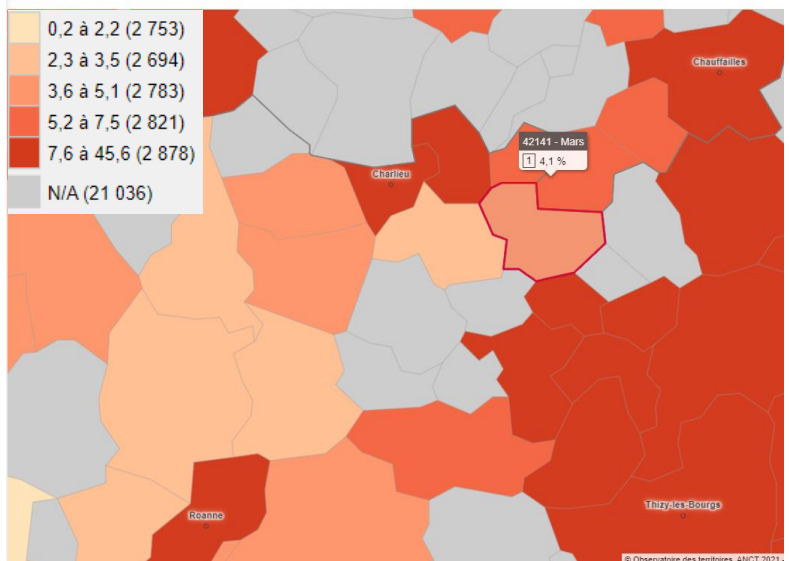 0,2 à 2,2 (2 753)
2,3 à 3,5 (2 694)
3,6 à 5,1 (2 783)
5,2 à 7,5 (2 821)
7,6 à 45,6 (2 878)
N/A (21 036)
Chauffailles
42141 - Mars
1 4,1 %
Charlieu
Thizy-les-Bourgs
Roanne
© Observatoire des territoires, ANCT 2021 -